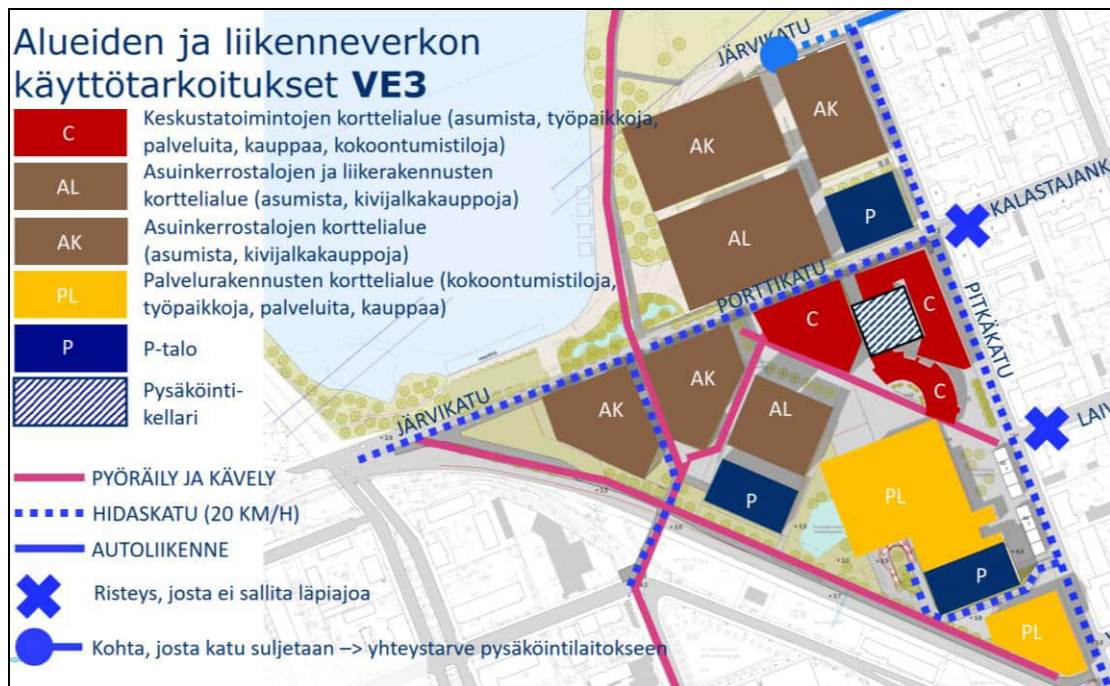 Alueiden ja liikenneverkon
käyttötarkoitukset VE3
C
Keskustatoimintojen korttelialue (asumista, työpaikkoja,
palveluita, kauppaa, kokoontumistiloja)
AL
Asuinkerrostalojen ja liikerakennusten
korttelialue (asumista, kivijalkakauppoja)
AK
Asuinkerrostalojen korttelialue
(asumista, kivijalkakauppoja)
PL
Palvelurakennusten korttelialue (kokoontumistiloja,
työpaikkoja, palveluita, kauppaa)
P
P-talo
Pysäköinti-
kellari
PYÖRÄILY JA KÄVELY
HIDASKATU (20 KM/H)
AUTOLIIKENNE
Risteys, josta ei sallita läpiajoa
Kohta, josta katu suljetaan –> yhteystarve pysäköintilaitokseen
JÄRVIKATU
AK
AK
AL
P
KALASTAJANK
PORTTIKATU
PITKÄKATU
C
C
C
LAIV
JÄRVIKATU
AK
AK
AL
P
PL
P
PL